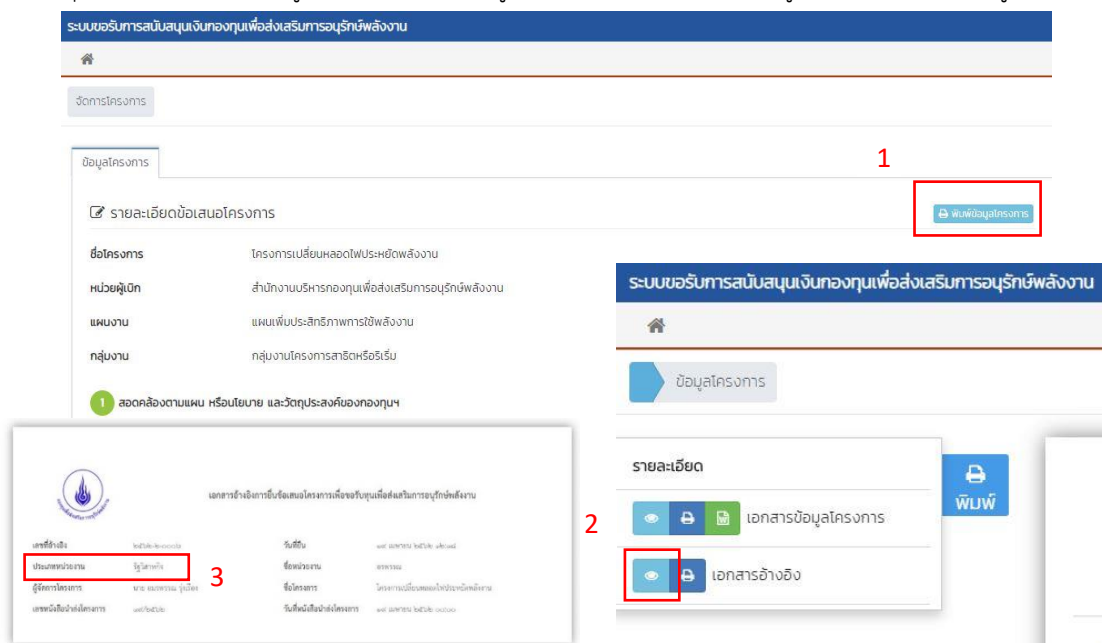 ระบบขอรับการสนับสนุนเงินกองทุนเพื่อส่งเสริมการอนุรักษ์พลังงาน
จัดการโครงการ
ข้อมูลโครงการ
1
รายละเอียดข้อเสนอโครงการ
พิมพ์ข้อมูลโครงการ
ชื่อโครงการ โครงการเปลี่ยนหลอดไฟประหยัดพลังงาน
หน่วยผู้เบิก สำนักงานบริหารกองทุนเพื่อส่งเสริมการอนุรักษ์พลังงาน
แผนงาน แผนเพิ่มประสิทธิภาพการใช้พลังงาน
กลุ่มงาน กลุ่มงานโครงการสาธิตหรือริเริ่ม
1 สอดคล้องตามแผน หรือนโยบาย และวัตถุประสงค์ของกองทุนฯ
ระบบขอรับการสนับสนุนเงินกองทุนเพื่อส่งเสริมการอนุรักษ์พลังงาน
ข้อมูลโครงการ
รายละเอียด
พิมพ์
เอกสารข้อมูลโครงการ
2
เอกสารอ้างอิง
เอกสารอ้างอิงการยื่นข้อเสนอโครงการเพื่อขอรับทุนเพื่อส่งเสริมการอนุรักษ์พลังงาน
เลขที่อ้างอิง วันที่ยื่น
ประเภทหน่วยงาน รัฐวิสาหกิจ ชื่อหน่วยงาน
3
ผู้จัดการโครงการ ชื่อโครงการ โครงการเปลี่ยนหลอดไฟประหยัดพลังงาน
เลขหนังสือนำส่งโครงการ วันที่หนังสือนำส่งโครงการ